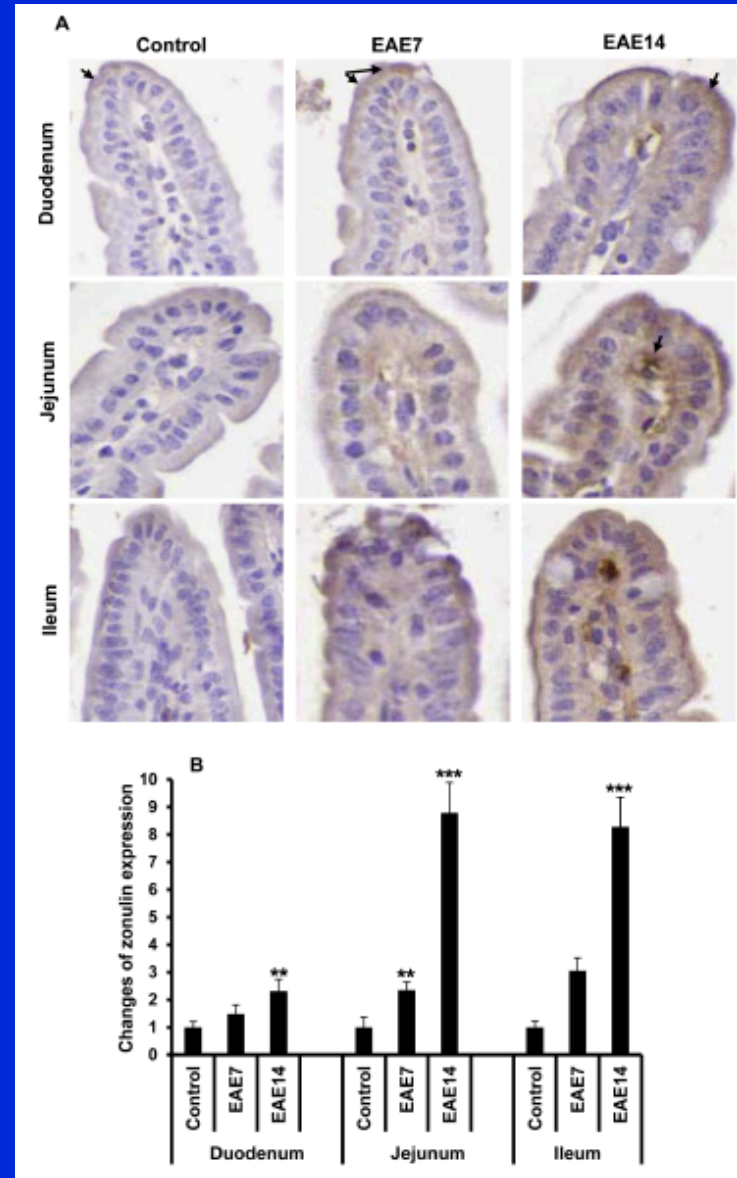 A
Control EAE7 EAE14
Duodenum
Jejunum
Ileum
B
Changes of zonulin expression
10
9
8
7
6
5
4
3
2
1
0
** ** *** ***
Control EAE7 EAE14 Control EAE7 EAE14 Control EAE7 EAE14
Duodenum Jejunum Ileum